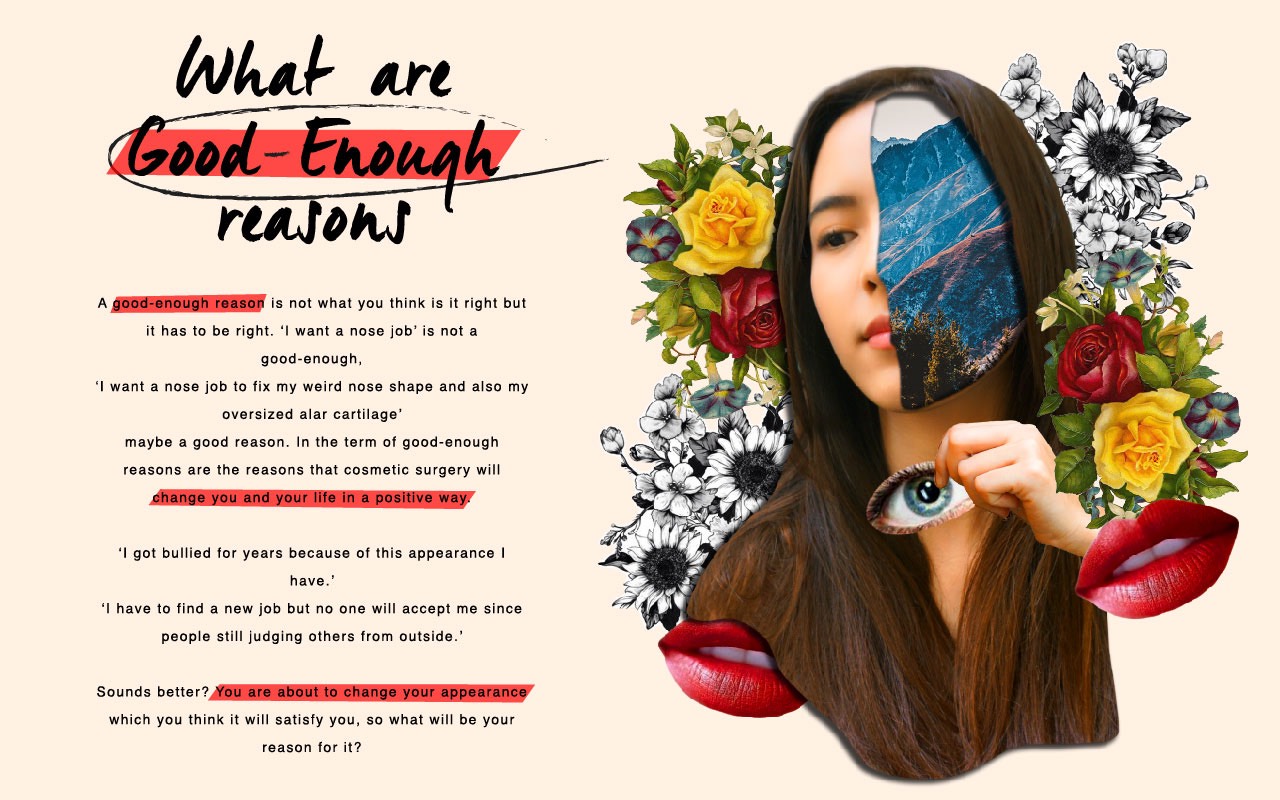 What are
Good-Enough
reasons
A good-enough reason is not what you think is it right but
it has to be right. ‘I want a nose job’ is not a
good-enough,
‘I want a nose job to fix my weird nose shape and also my
oversized alar cartilage’
maybe a good reason. In the term of good-enough
reasons are the reasons that cosmetic surgery will
change you and your life in a positive way.
‘I got bullied for years because of this appearance I
have.’
‘I have to find a new job but no one will accept me since
people still judging others from outside.’
Sounds better? You are about to change your appearance
which you think it will satisfy you, so what will be your
reason for it?